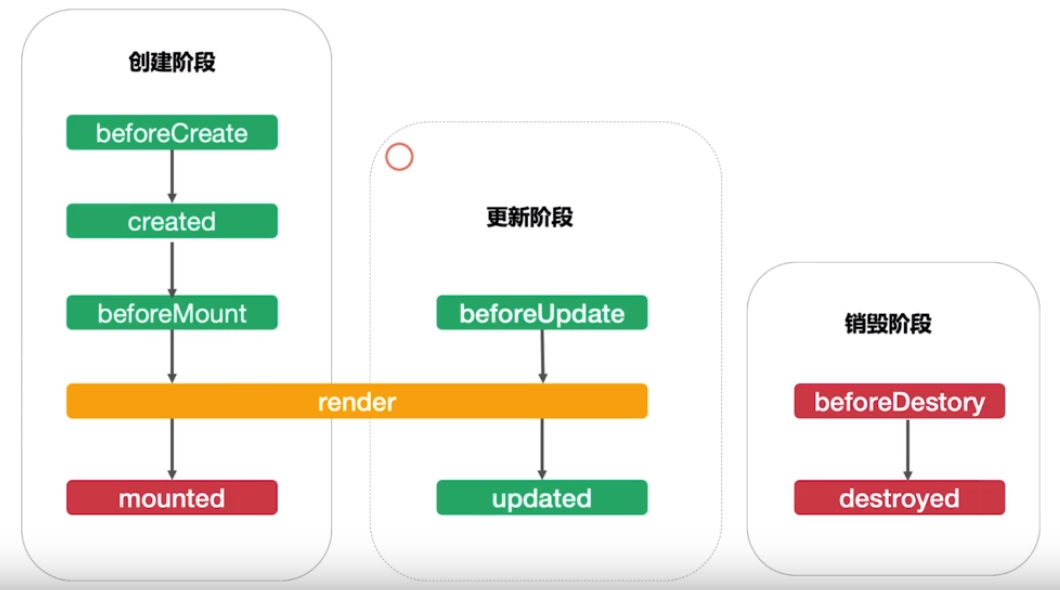 创建阶段
beforeCreate
created
beforeMount
render
mounted
更新阶段
beforeUpdate
updated
销毁阶段
beforeDestory
destroyed